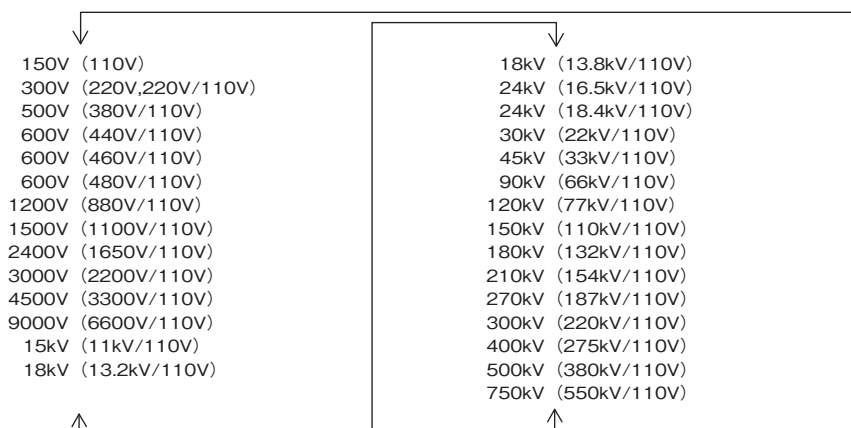 150V（110V）
300V（220V,220V/110V）
500V（380V/110V）
600V（440V/110V）
600V（460V/110V）
600V（480V/110V）
1200V（880V/110V）
1500V（1100V/110V）
2400V（1650V/110V）
3000V（2200V/110V）
4500V（3300V/110V）
9000V（6600V/110V）
15kV（11kV/110V）
18kV（13.2kV/110V）
18kV（13.8kV/110V）
24kV（16.5kV/110V）
24kV（18.4kV/110V）
30kV（22kV/110V）
45kV（33kV/110V）
90kV（66kV/110V）
120kV（77kV/110V）
150kV（110kV/110V）
180kV（132kV/110V）
210kV（154kV/110V）
270kV（187kV/110V）
300kV（220kV/110V）
400kV（275kV/110V）
500kV（380kV/110V）
750kV（550kV/110V）